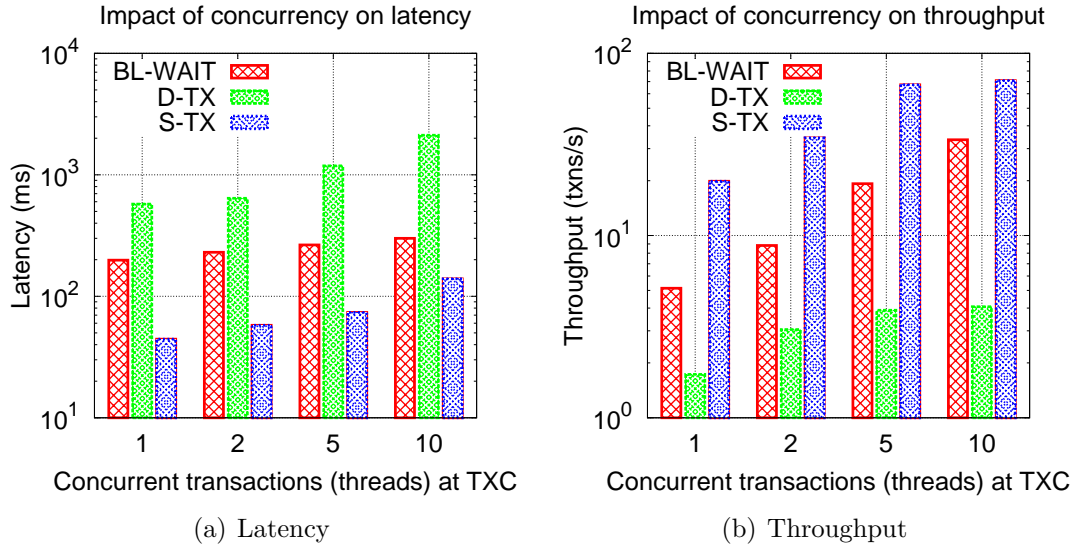 Impact of concurrency on latency
10^4
10^3
10^2
10^1
Latency (ms)
BL-WAIT
D-TX
S-TX
1 2 5 10
Concurrent transactions (threads) at TXC
(a) Latency
Impact of concurrency on throughput
10^2
10^1
10^0
Throughput (txns/s)
BL-WAIT
D-TX
S-TX
1 2 5 10
Concurrent transactions (threads) at TXC
(b) Throughput